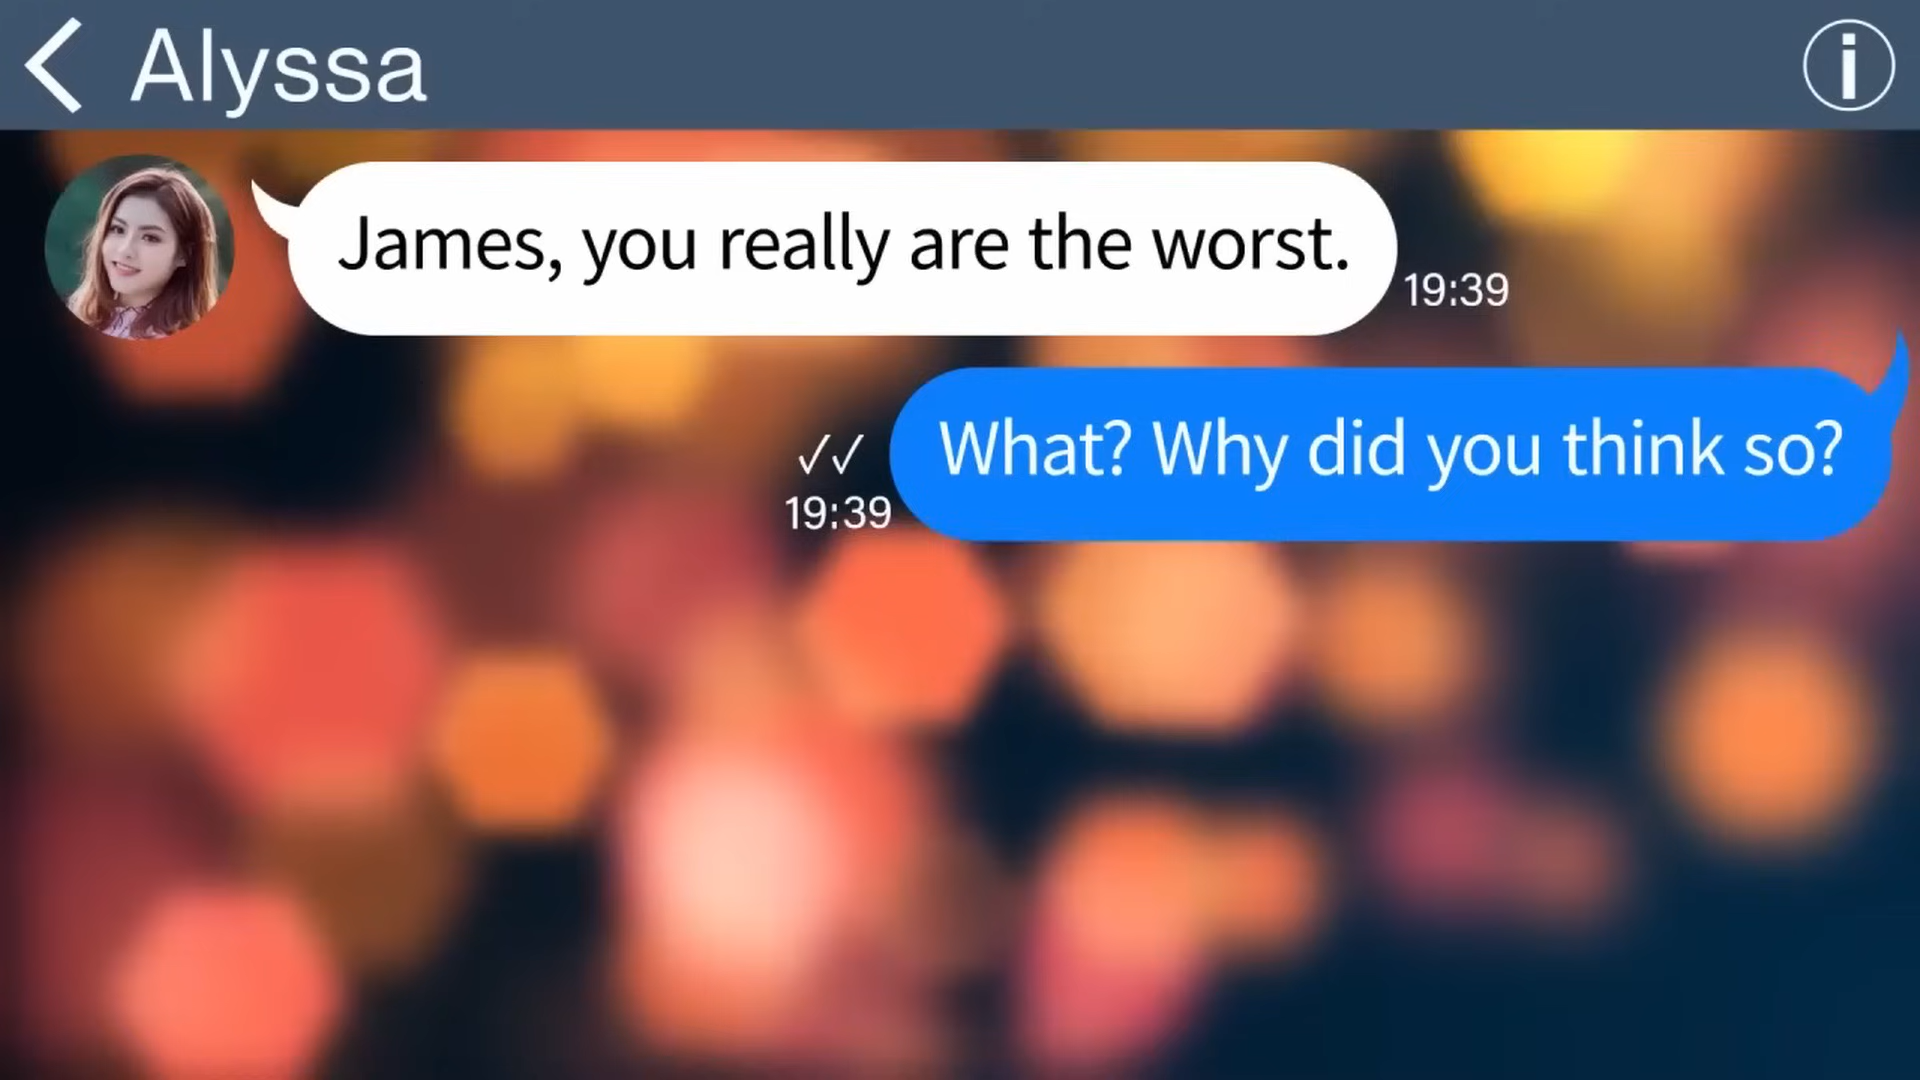 Alyssa
James, you really are the worst.
19:39
What? Why did you think so?
✓✓
19:39